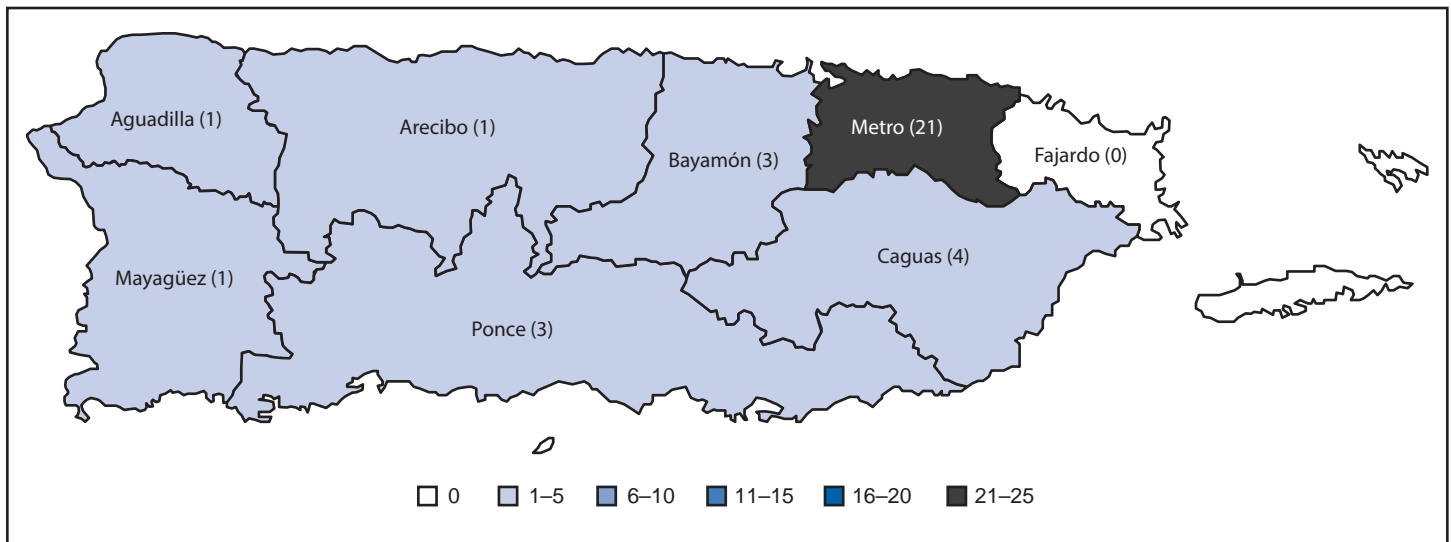 Aguadilla (1)
Arecibo (1)
Metro (21)
Bayamón (3)
Fajardo (0)
Mayagüez (1)
Caguas (4)
Ponce (3)
0 1–5 6–10 11–15 16–20 21–25